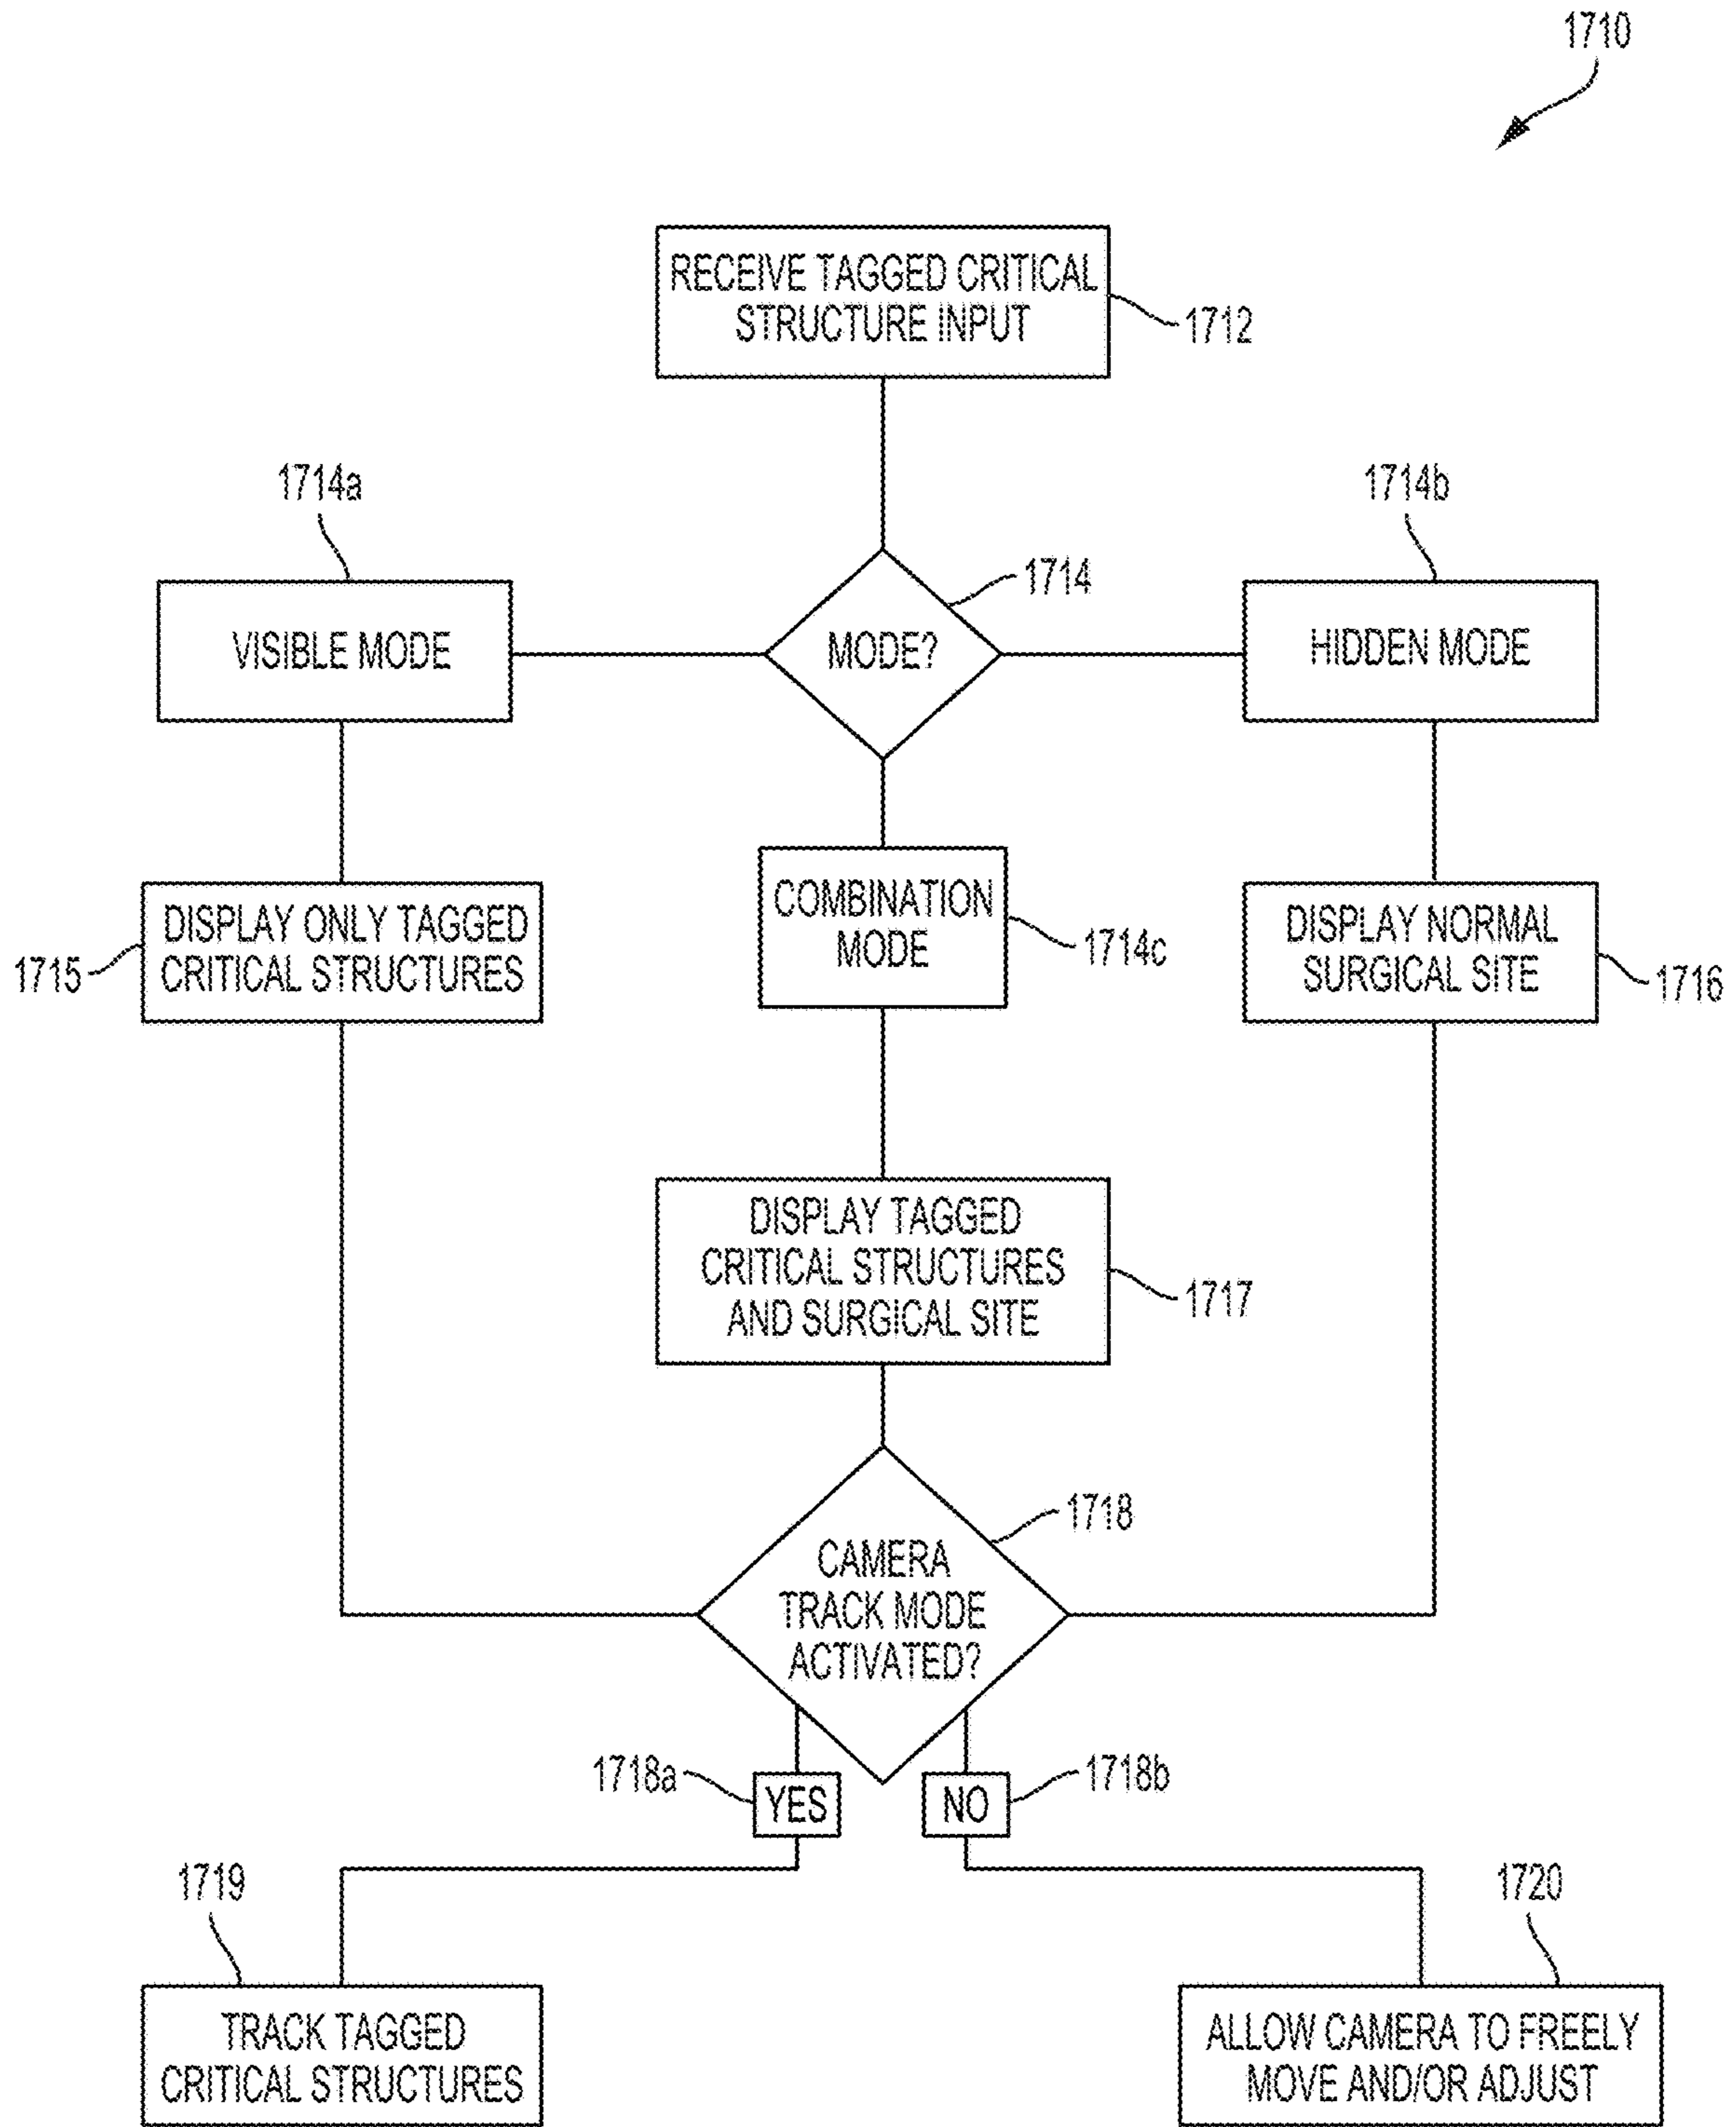 1710
RECEIVE TAGGED CRITICAL
STRUCTURE INPUT
1712
1714a
1714b
1714
VISIBLE MODE
MODE?
HIDDEN MODE
DISPLAY ONLY TAGGED
CRITICAL STRUCTURES
1715
COMBINATION
MODE
1714c
DISPLAY NORMAL
SURGICAL SITE
1716
DISPLAY TAGGED
CRITICAL STRUCTURES
AND SURGICAL SITE
1717
1718
CAMERA
TRACK MODE
ACTIVATED?
1718a
YES
NO
1718b
1719
1720
TRACK TAGGED
CRITICAL STRUCTURES
ALLOW CAMERA TO FREELY
MOVE AND/OR ADJUST